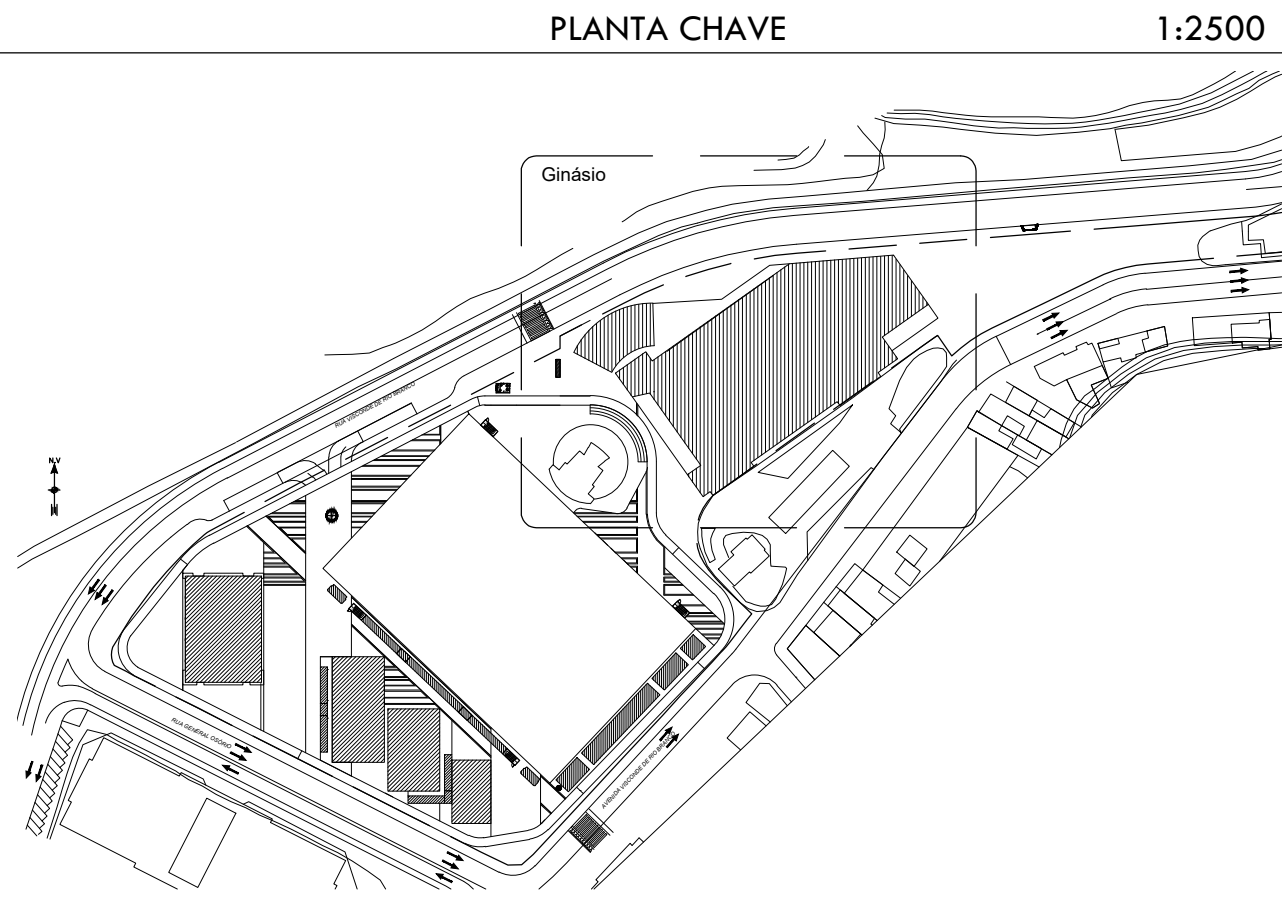 PLANTA CHAVE 1:2500
Ginásio
RUA VISCONDE DE RIO BRANCO
N.V
RUA GENERAL OSÓRIO
AVENIDA VISCONDE DE RIO BRANCO